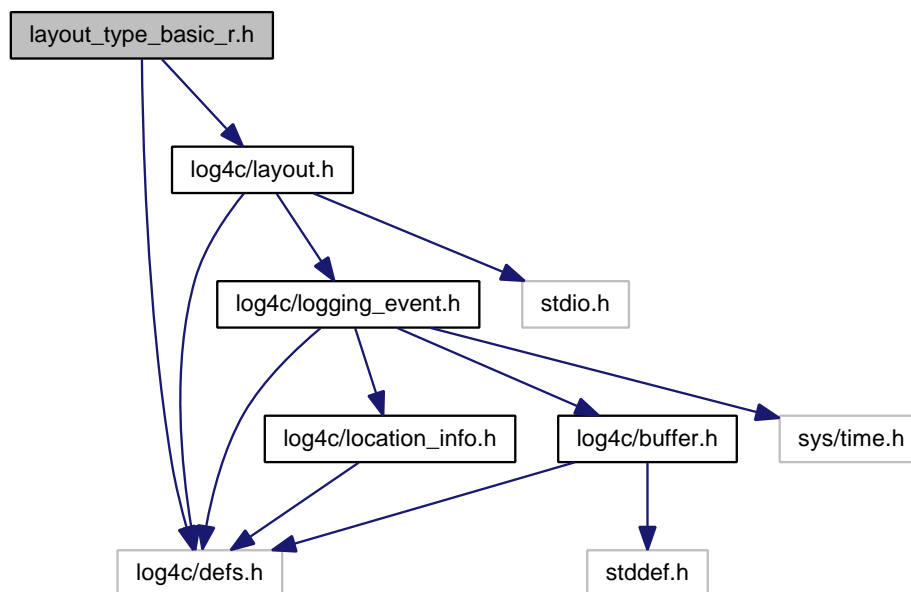 layout_type_basic_r.h
log4c/layout.h
log4c/logging_event.h
stdio.h
log4c/location_info.h
log4c/buffer.h
sys/time.h
log4c/defs.h
stddef.h